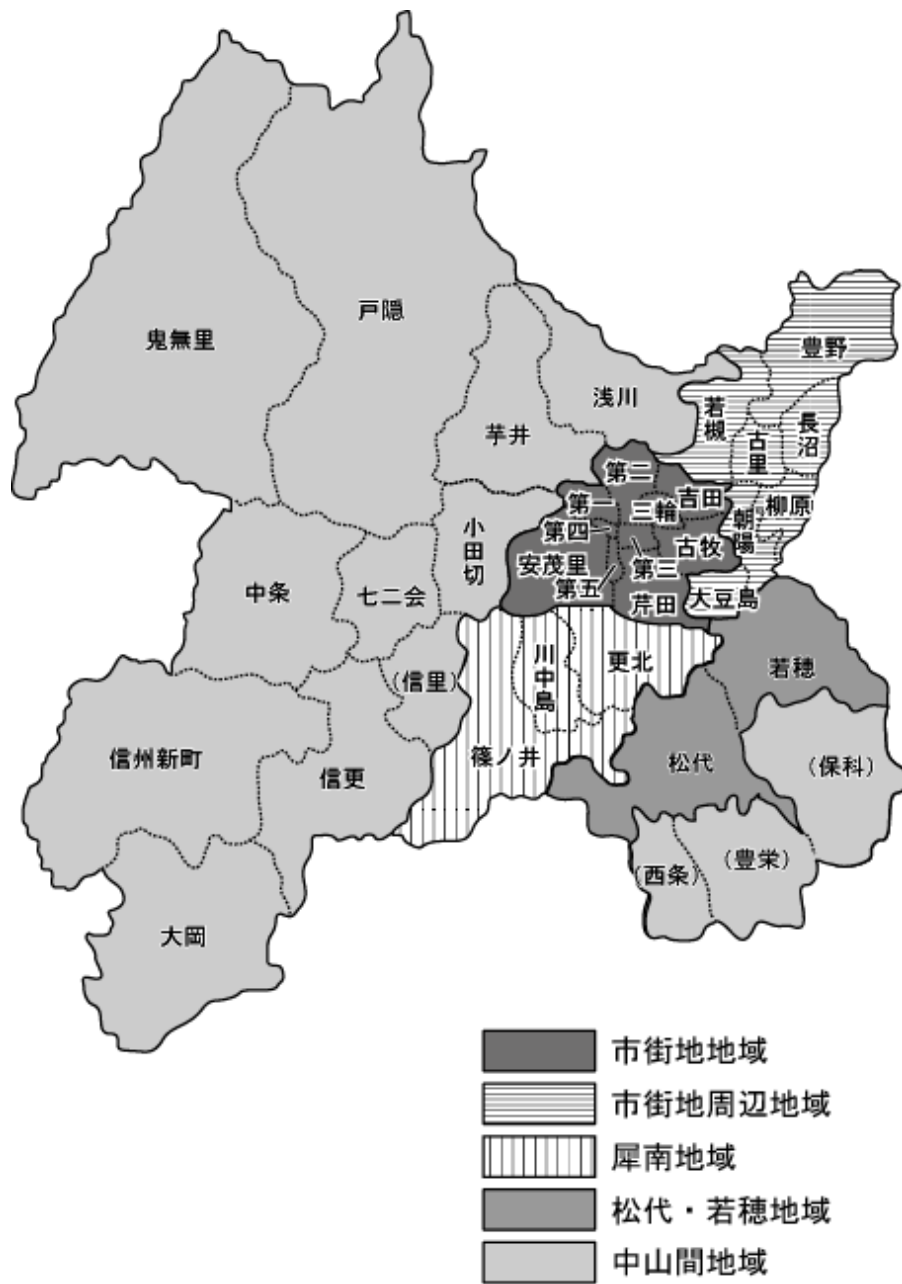 鬼無里
戸隠
豊野
浅川
芋井
若槻
長沼
古里
第二
第一
三輪
吉田
朝陽
柳原
第四
古牧
小田切
安茂里
第三
第五
中条
七二会
芹田
大豆島
川中島
更北
若穂
(信里)
信州新町
信更
篠ノ井
松代
(保科)
(豊栄)
(西条)
大岡
市街地地域
市街地周辺地域
犀南地域
松代・若穂地域
中山間地域